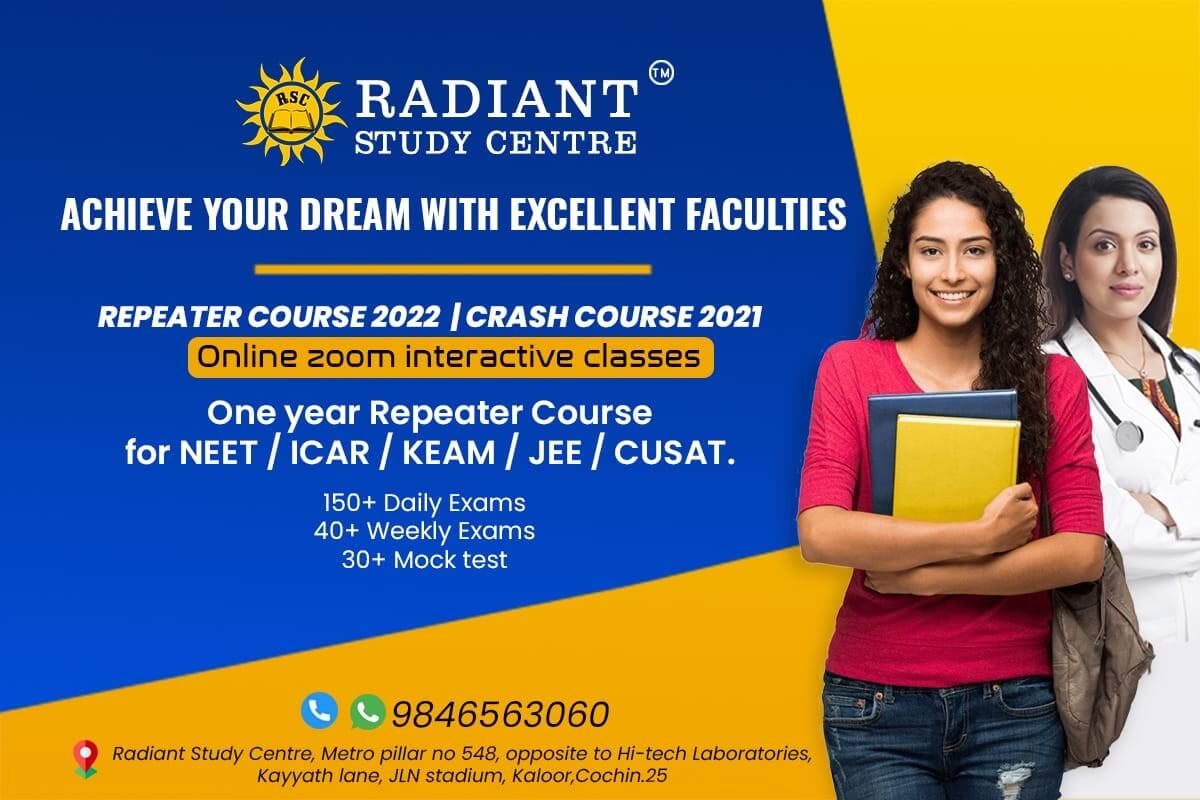 RSC
RADIANT TM
STUDY CENTRE
ACHIEVE YOUR DREAM WITH EXCELLENT FACULTIES
REPEATER COURSE 2022 | CRASH COURSE 2021
Online zoom interactive classes
One year Repeater Course
for NEET / ICAR / KEAM / JEE / CUSAT.
150+ Daily Exams
40+ Weekly Exams
30+ Mock test
9846563060
Radiant Study Centre, Metro pillar no 548, opposite to Hi-tech Laboratories,
Kayyath lane, JLN stadium, Kaloor,Cochin.25